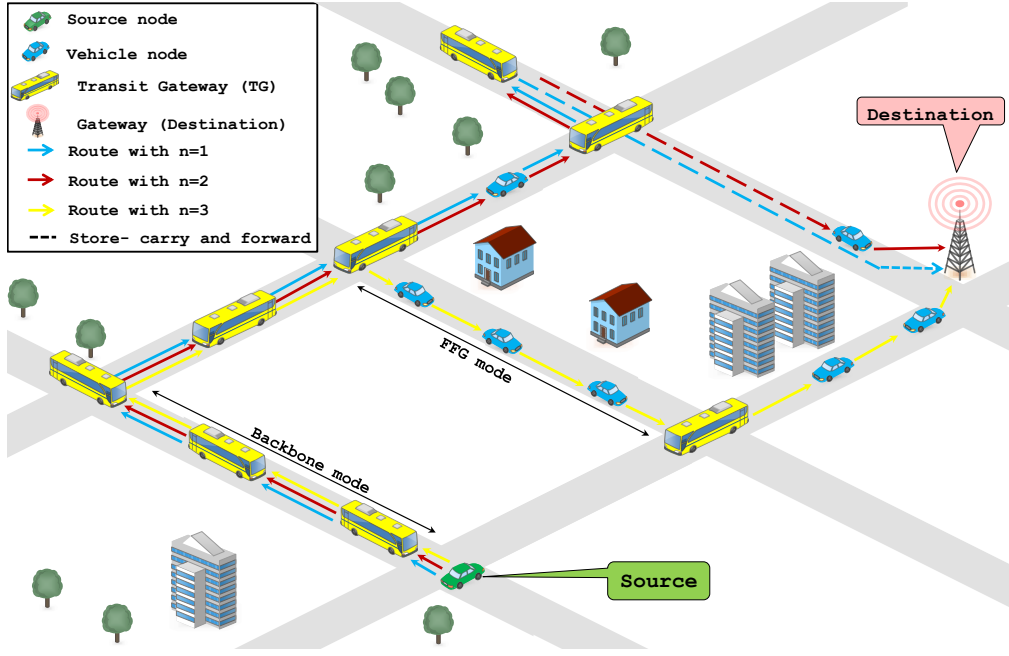 Source node
Vehicle node
Transit Gateway (TG)
Gateway (Destination)
Route with n=1
Route with n=2
Route with n=3
Store- carry and forward
Destination
FFG mode
Backbone mode
Source